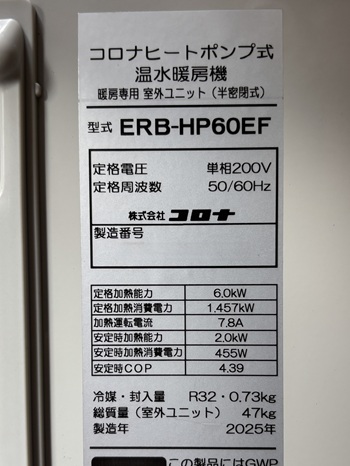 コロナヒートポンプ式
温水暖房機
暖房専用 室外ユニット（半密閉式）
型式 ERB-HP60EF
定格電圧 単相200V
定格周波数 50/60Hz
株式会社 コロナ
製造番号
定格加熱能力 6.0kW
定格加熱消費電力 1.457kW
加熱運転電流 7.8A
安定時加熱能力 2.0kW
安定時加熱消費電力 455W
安定時COP 4.39
冷媒・封入量 R32・0.73kg
総質量（室外ユニット） 47kg
製造年 2025年
この製品にはGWP